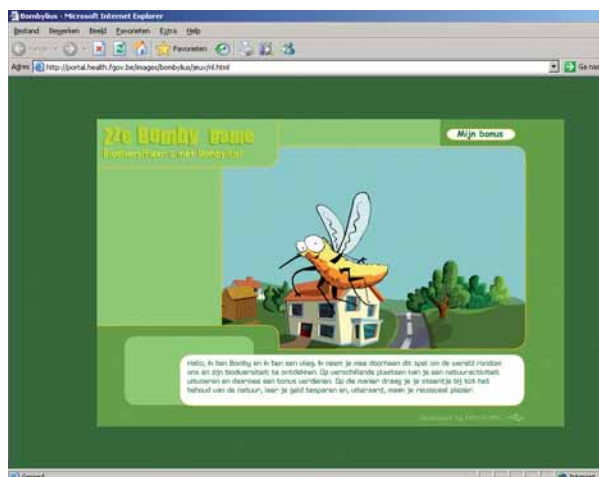 Bombylius - Microsoft Internet Explorer
Bestand Bewerken Beeld Favorieten Extra Help
Favorieten
Adres http://portal.health.fgov.be/images/bombylius/jeux/nl.html Ga naar
Bomby game
Mijn bonus
Hello, ik ben Bomby en ik ben een vlieg. Ik neem je mee doorheen dit spel om de wereld rondom
ons en zijn biodiversiteit te ontdekken. Op verschillende plaatsen kan je een natuuractiviteit
uitvoeren en daarmee een bonus verdienen. Op die manier draag je je steentje bij tot het
behoud van de natuur, leer je geld besparen en, uiteraard, maak je reuzeveel plezier!
Internet